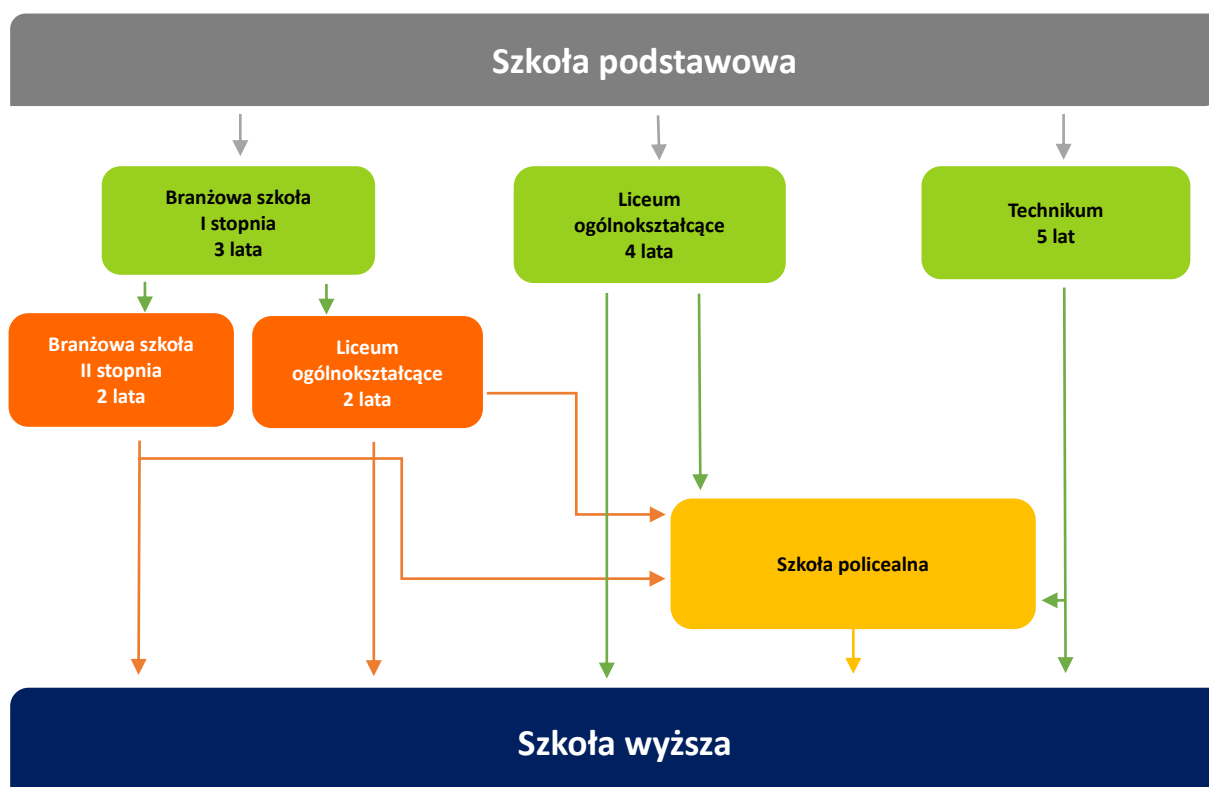 Szkoła podstawowa
Branżowa szkoła
I stopnia
3 lata
Liceum
ogólnokształcące
4 lata
Technikum
5 lat
Branżowa szkoła
II stopnia
2 lata
Liceum
ogólnokształcące
2 lata
Szkoła policealna
Szkoła wyższa